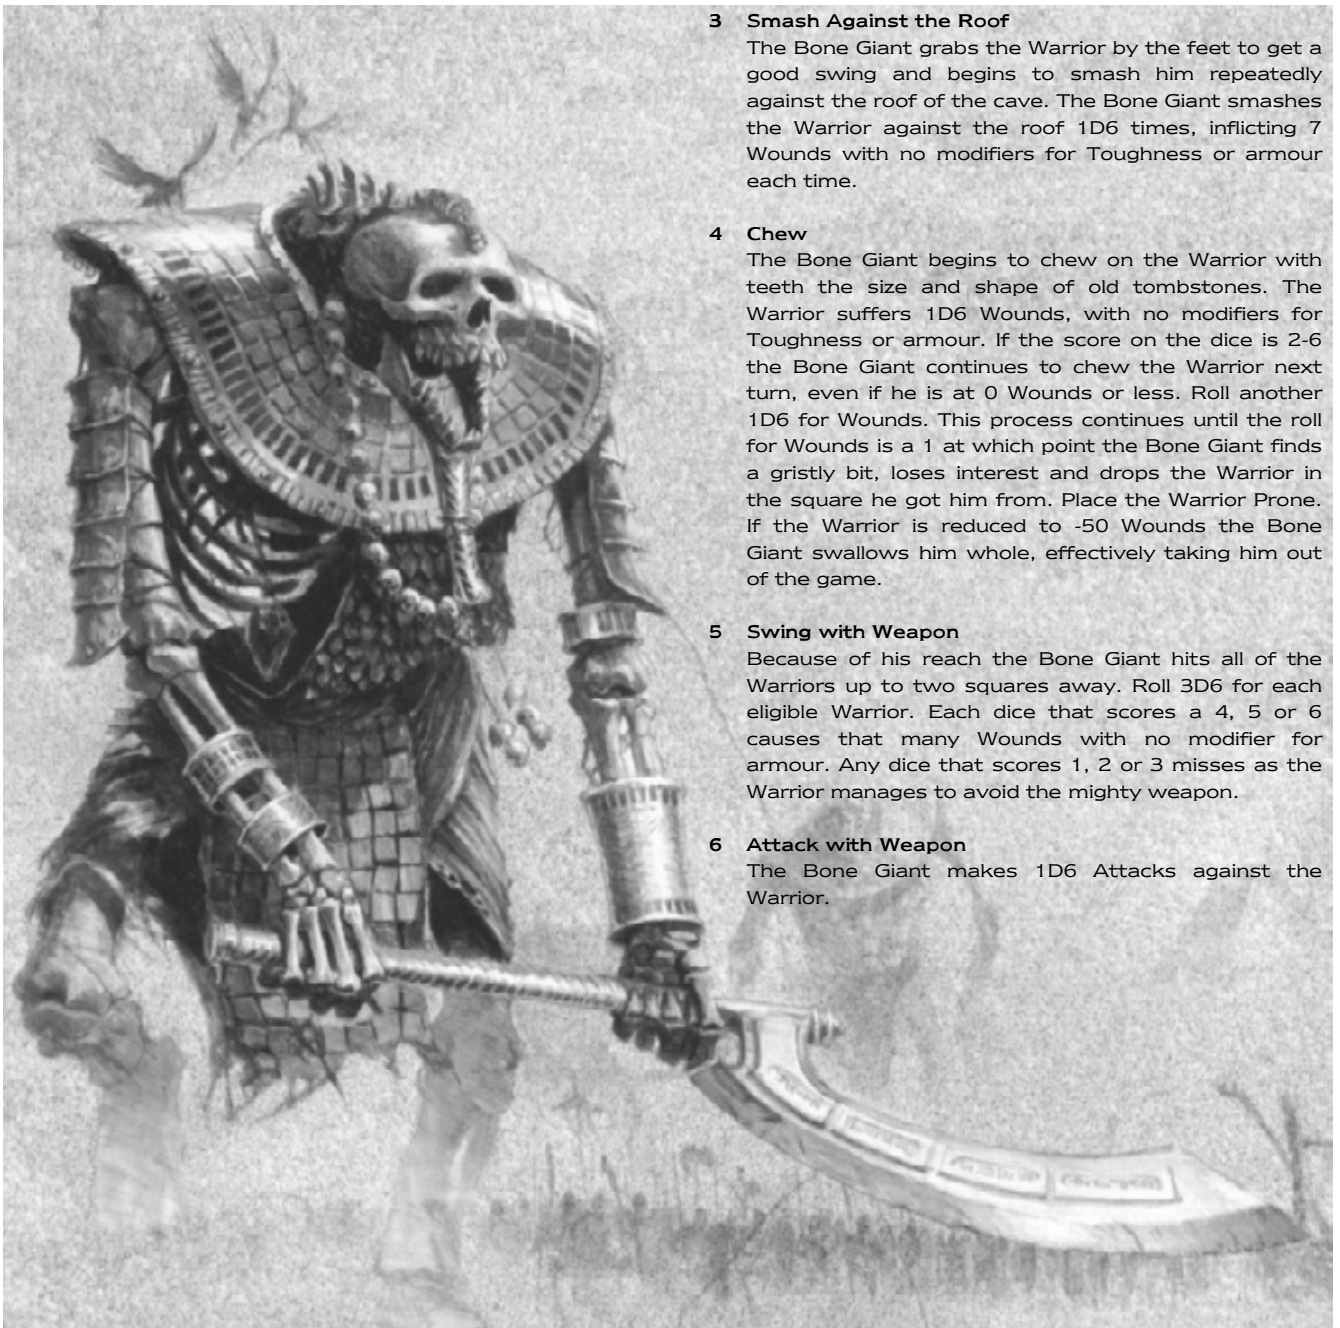 3 Smash Against the Roof
The Bone Giant grabs the Warrior by the feet to get a
good swing and begins to smash him repeatedly
against the roof of the cave. The Bone Giant smashes
the Warrior against the roof 1D6 times, inflicting 7
Wounds with no modifiers for Toughness or armour
each time.
4 Chew
The Bone Giant begins to chew on the Warrior with
teeth the size and shape of old tombstones. The
Warrior suffers 1D6 Wounds, with no modifiers for
Toughness or armour. If the score on the dice is 2-6
the Bone Giant continues to chew the Warrior next
turn, even if he is at 0 Wounds or less. Roll another
1D6 for Wounds. This process continues until the roll
for Wounds is a 1 at which point the Bone Giant finds
a gristly bit, loses interest and drops the Warrior in
the square he got him from. Place the Warrior Prone.
If the Warrior is reduced to -50 Wounds the Bone
Giant swallows him whole, effectively taking him out
of the game.
5 Swing with Weapon
Because of his reach the Bone Giant hits all of the
Warriors up to two squares away. Roll 3D6 for each
eligible Warrior. Each dice that scores a 4, 5 or 6
causes that many Wounds with no modifier for
armour. Any dice that scores 1, 2 or 3 misses as the
Warrior manages to avoid the mighty weapon.
6 Attack with Weapon
The Bone Giant makes 1D6 Attacks against the
Warrior.